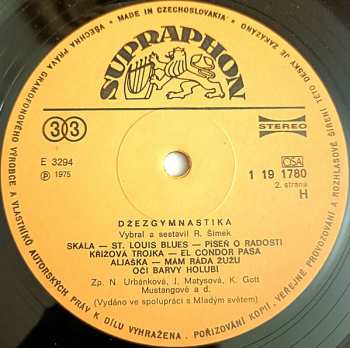 MADE IN CZECHOSLOVAKIA • VŠECHNA PRÁVA GRAMOFONOVÉHO VÝROBCE A VLASTNÍKŮ AUTORSKÝCH PRÁV K DÍLU VYHRAŽENA. POŘIZOVÁNÍ KOPIÍ, VEŘEJNÉ PROVOZOVÁNÍ A ROZHLASOVÉ ŠÍŘENÍ TÉTO DESKY JE ZAKÁZÁNO
SUPRAPHON
33
STEREO
E 3294
℗ 1975
OSA
1 19 1780
2. strana
H
DŽEZGYMNASTIKA
Vybral a sestavil R. Šimek
SKÁLA — ST. LOUIS BLUES — PÍSEŇ O RADOSTI
KŘÍŽOVÁ TROJKA — EL CONDOR PASA
ALJAŠKA — MÁM RÁDA ŽUŽU
OČI BARVY HOLUBÍ
Zp. N. Urbánková, J. Matysová, K. Gott
Mustangové a d.
(Vydáno ve spolupráci s Mladým světem)